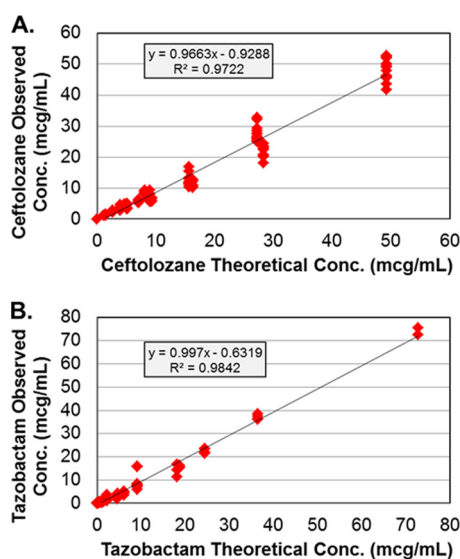 A.
Ceftolozane Observed
Conc. (mcg/mL)
60
50
40
30
20
10
0
y = 0.9663x - 0.9288
R² = 0.9722
0 10 20 30 40 50 60
Ceftolozane Theoretical Conc. (mcg/mL)
B.
Tazobactam Observed
Conc. (mcg/mL)
80
70
60
50
40
30
20
10
0
y = 0.997x - 0.6319
R² = 0.9842
0 10 20 30 40 50 60 70 80
Tazobactam Theoretical Conc. (mcg/mL)